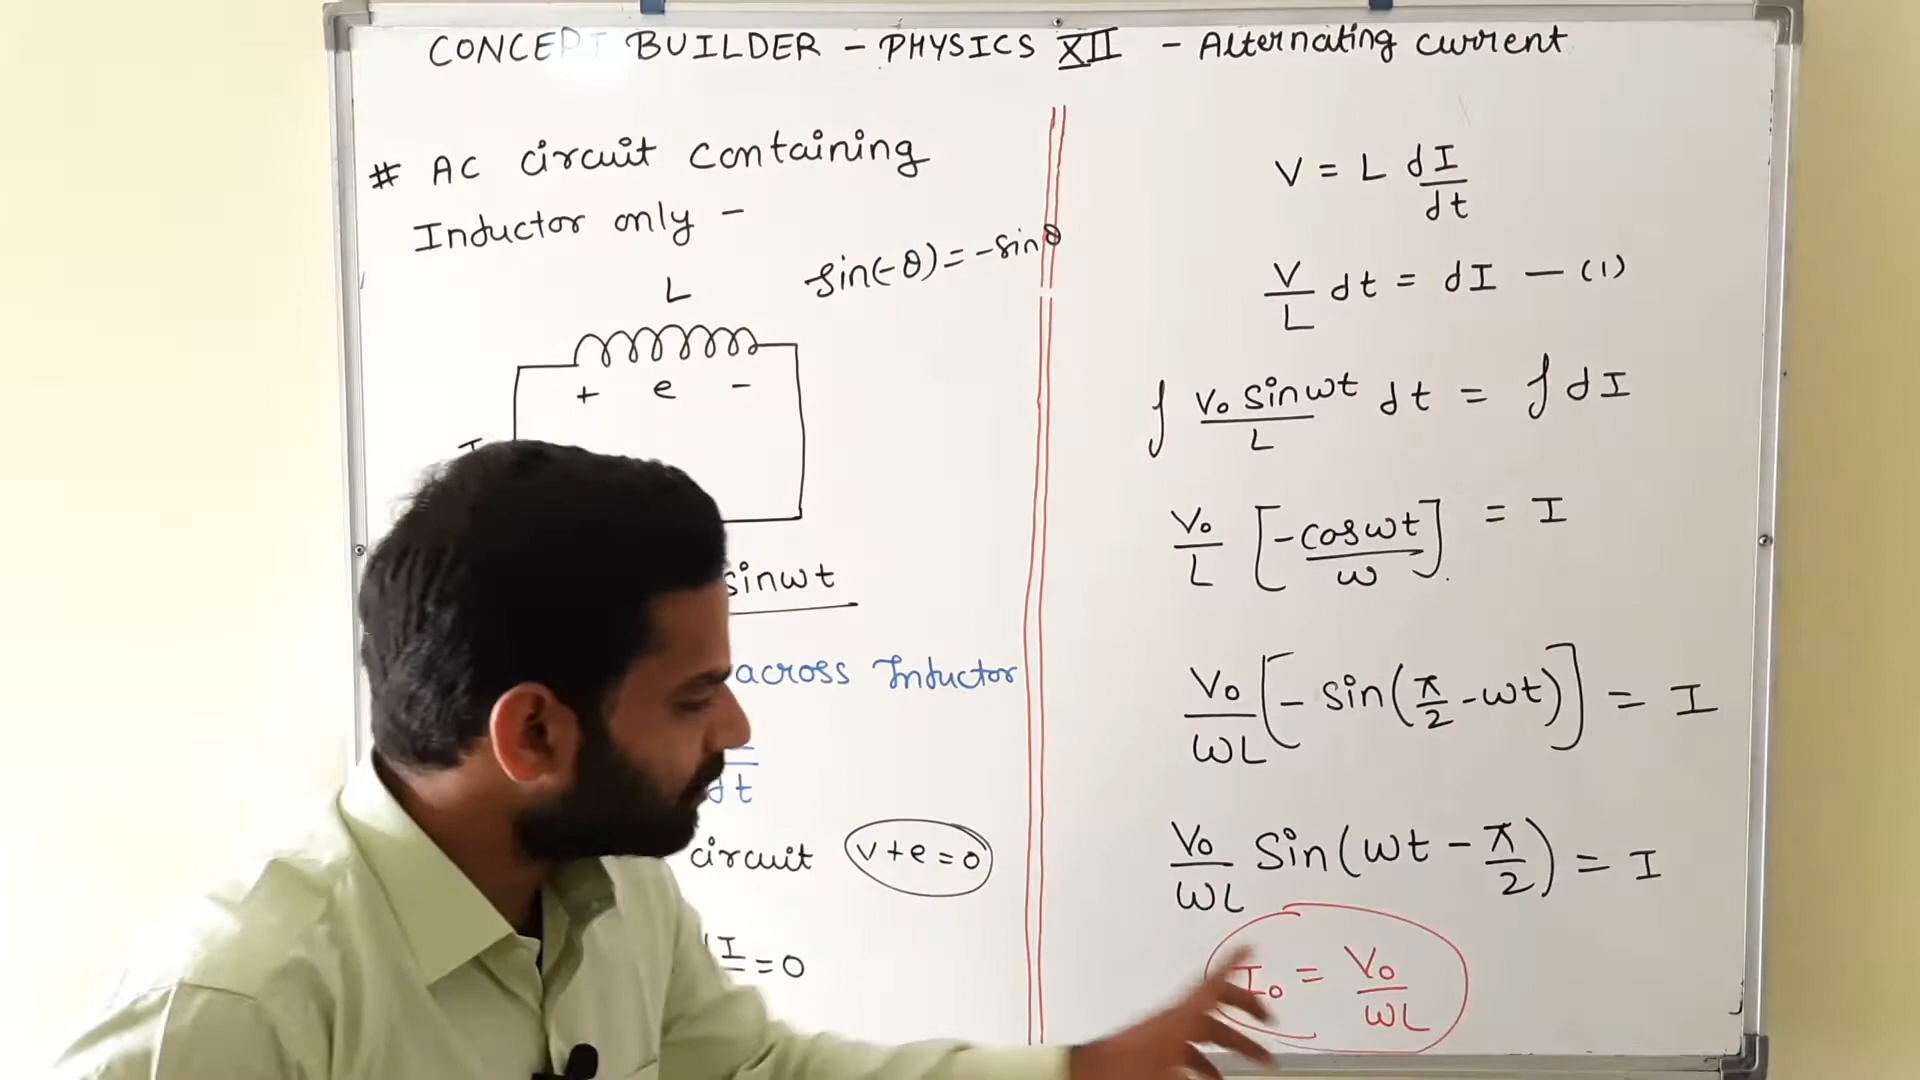 CONCEPT BUILDER - PHYSICS XII - Alternating current
# AC circuit containing
Inductor only -
sin(-θ) = -sinθ
L
+ e -
I
sinωt
across Inductor
dt
circuit V+e=0
I = 0
V = L dI/dt
V/L dt = dI - (1)
∫ V₀ sinωt/L dt = ∫ dI
V₀/L [-cosωt/ω] = I
V₀/ωL [- sin(π/2 - ωt)] = I
V₀/ωL Sin(ωt - π/2) = I
I₀ = V₀/ωL